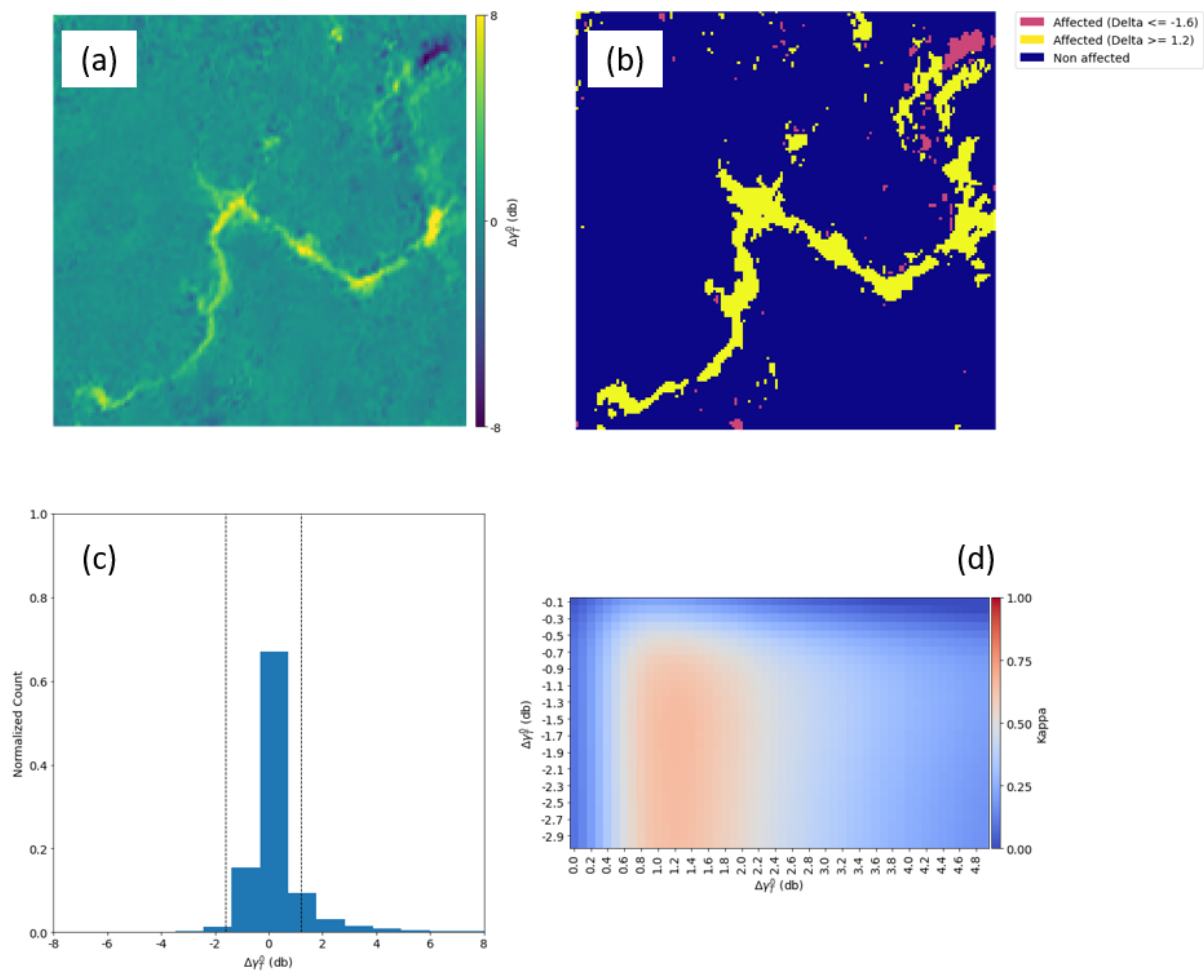 (a)
8
0
-8
Δγ⁰_T (db)
(b)
Affected (Delta <= -1.6)
Affected (Delta >= 1.2)
Non affected
(c)
1.0
0.8
0.6
0.4
0.2
0.0
Normalized Count
-8 -6 -4 -2 0 2 4 6 8
Δγ⁰_T (db)
(d)
-0.1
-0.3
-0.5
-0.7
-0.9
-1.1
-1.3
-1.5
-1.7
-1.9
-2.1
-2.3
-2.5
-2.7
-2.9
Δγ⁰_T (db)
0.0 0.2 0.4 0.6 0.8 1.0 1.2 1.4 1.6 1.8 2.0 2.2 2.4 2.6 2.8 3.0 3.2 3.4 3.6 3.8 4.0 4.2 4.4 4.6 4.8
Δγ⁰_T (db)
1.00
0.75
0.50
0.25
0.00
Kappa